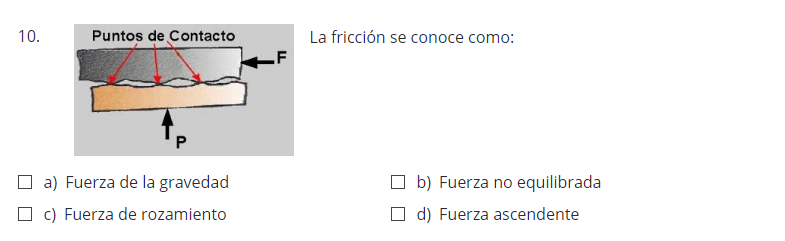 10.
Puntos de Contacto
F
P
La fricción se conoce como:
a) Fuerza de la gravedad
b) Fuerza no equilibrada
c) Fuerza de rozamiento
d) Fuerza ascendente